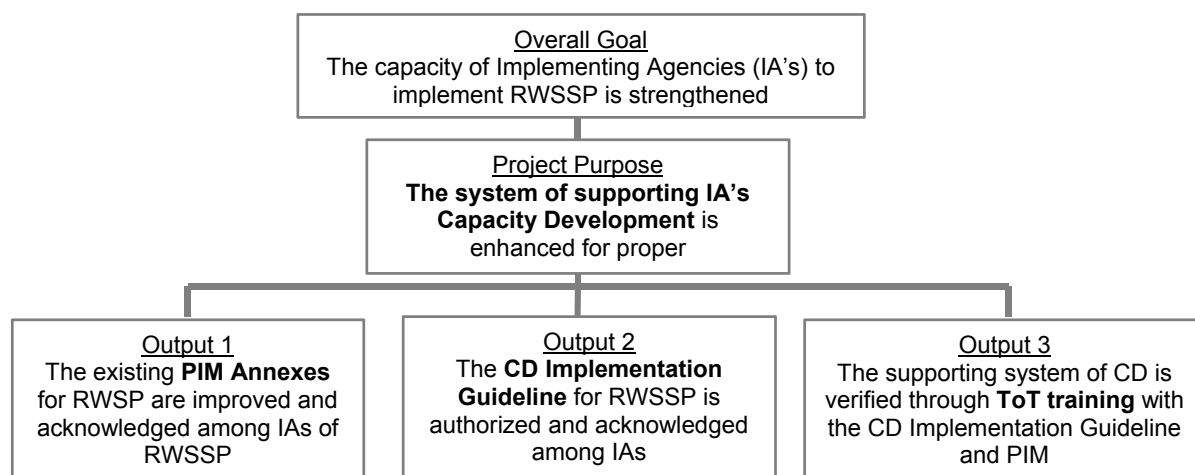 Overall Goal
The capacity of Implementing Agencies (IA's) to
implement RWSSP is strengthened
Project Purpose
The system of supporting IA's
Capacity Development is
enhanced for proper
Output 1
The existing PIM Annexes
for RWSP are improved and
acknowledged among IAs of
RWSSP
Output 2
The CD Implementation
Guideline for RWSSP is
authorized and acknowledged
among IAs
Output 3
The supporting system of CD is
verified through ToT training with
the CD Implementation Guideline
and PIM